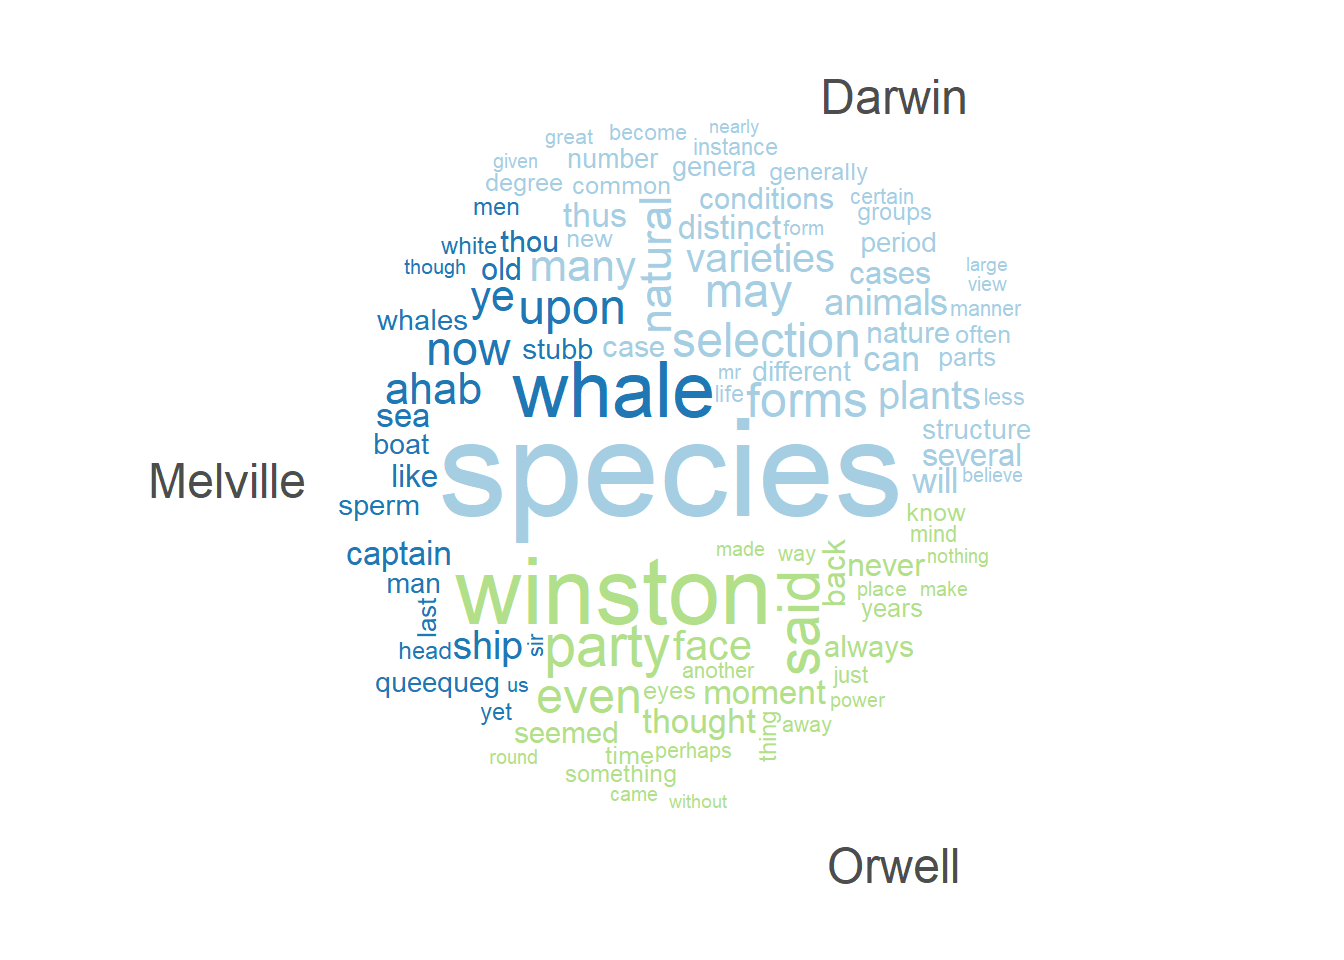 Darwin
nearly
great become
instance
given number genera generally
degree common conditions certain
men thus natural distinct form groups
white thou new period
though old many varieties cases large
view
ye upon may animals manner
whales nature often
now stubb case selection can parts
mr different
ahab whale life forms plants less
sea
boat structure
species several
Melville like will believe
sperm know
mind
captain made way back never nothing
man winston said place make
last years
head ship sir party face always
another just
queequeg us even eyes moment power
yet thought thing away
seemed
round time perhaps
something
came without
Orwell